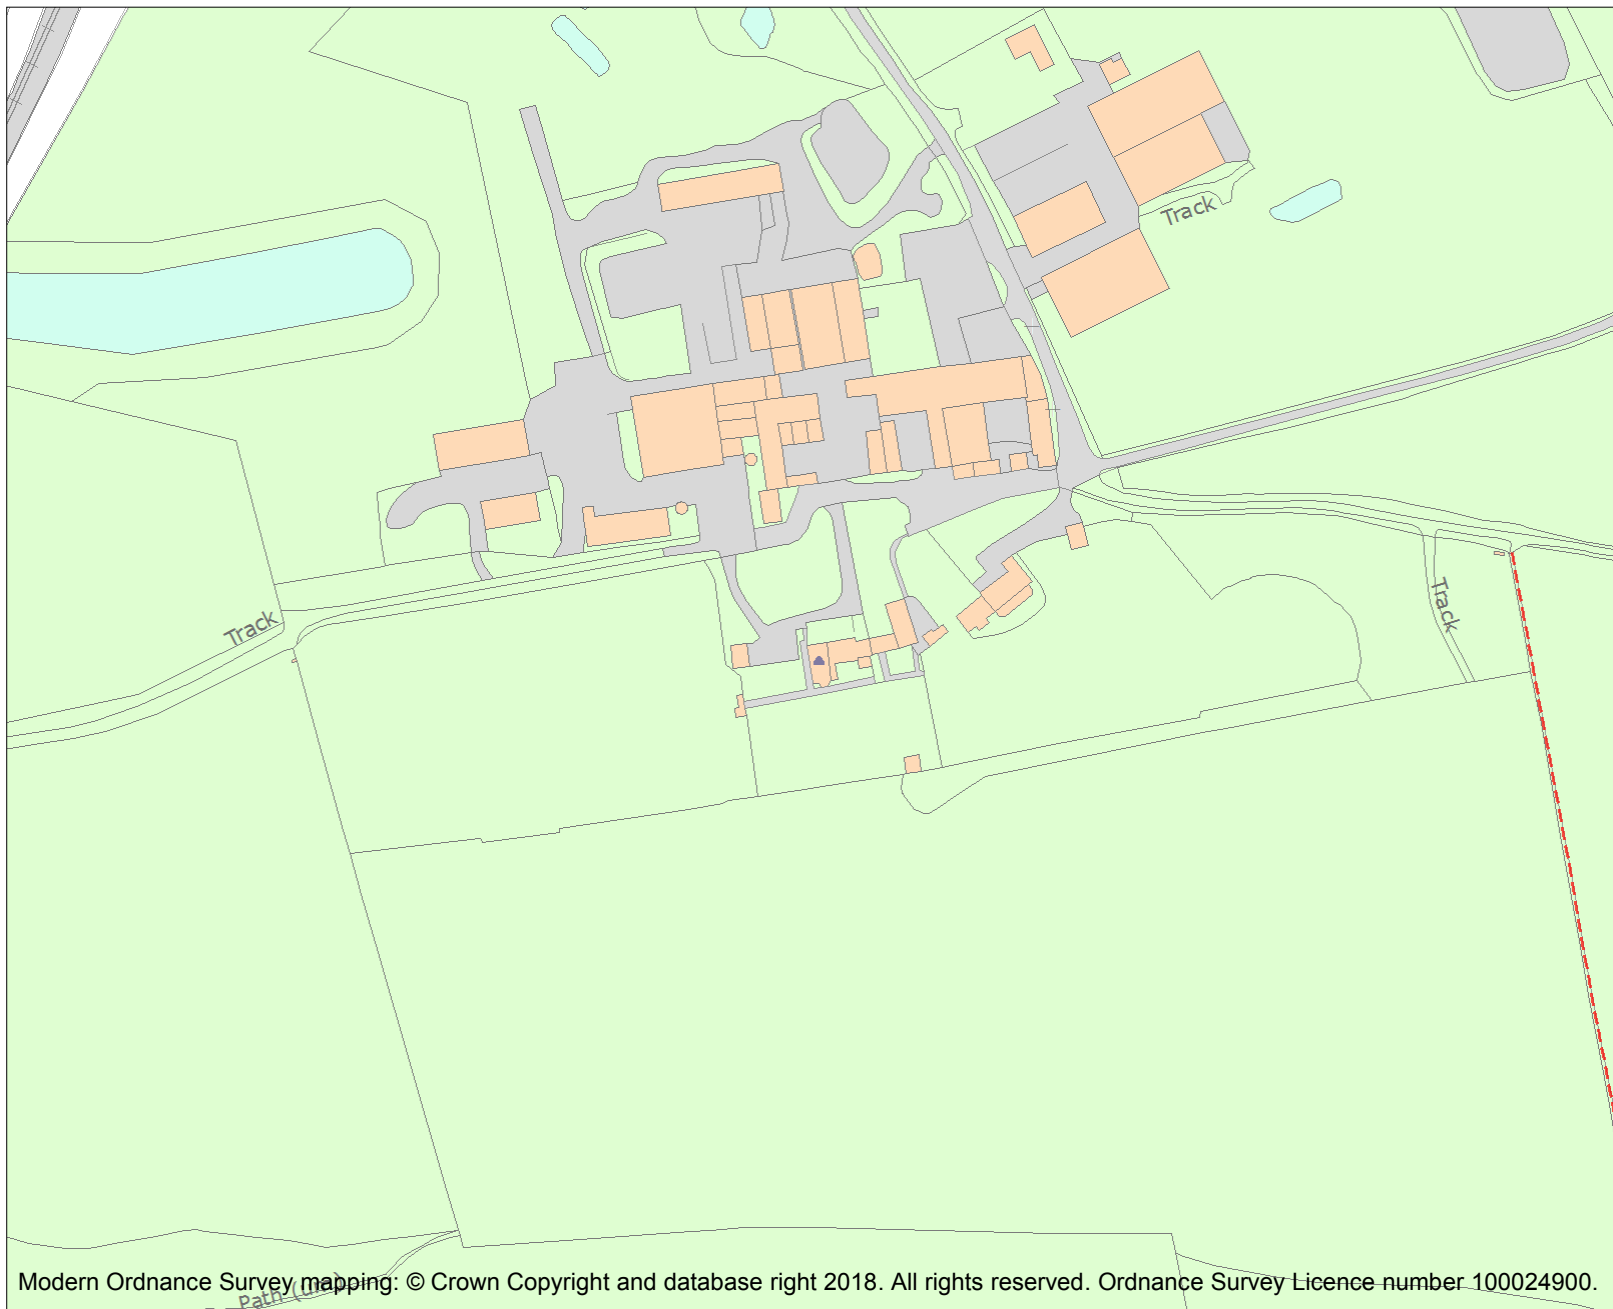 Track
Track
Track
Modern Ordnance Survey mapping: © Crown Copyright and database right 2018. All rights reserved. Ordnance Survey Licence number 100024900.
Path (um)